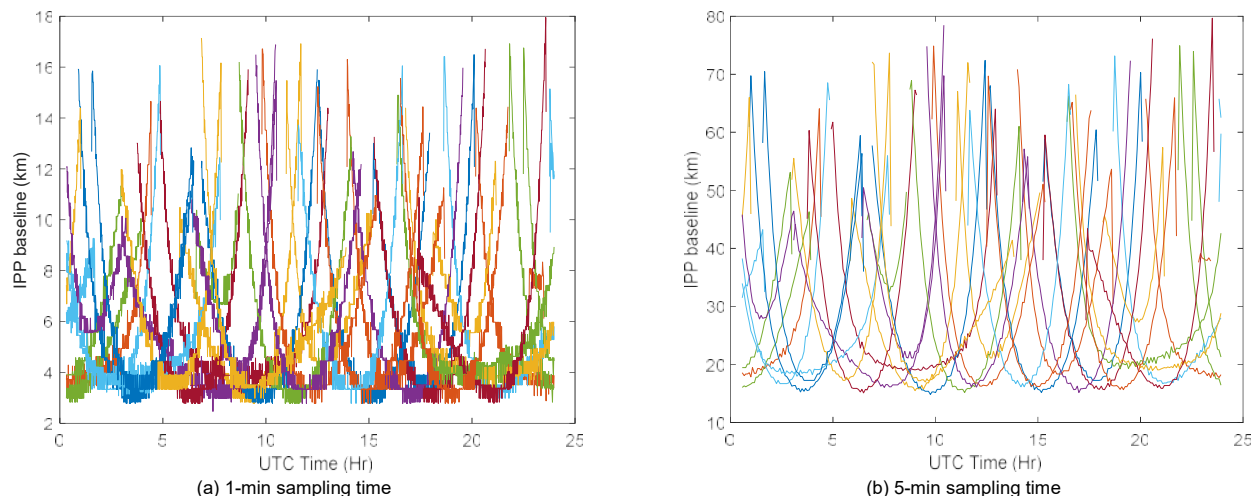 18
16
14
12
10
8
6
4
2
IPP baseline (km)
0 5 10 15 20 25
UTC Time (Hr)
(a) 1-min sampling time
80
70
60
50
40
30
20
10
IPP baseline (km)
0 5 10 15 20 25
UTC Time (Hr)
(b) 5-min sampling time